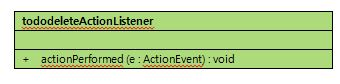 tododeleteActionListener
+ actionPerformed (e : ActionEvent) : void